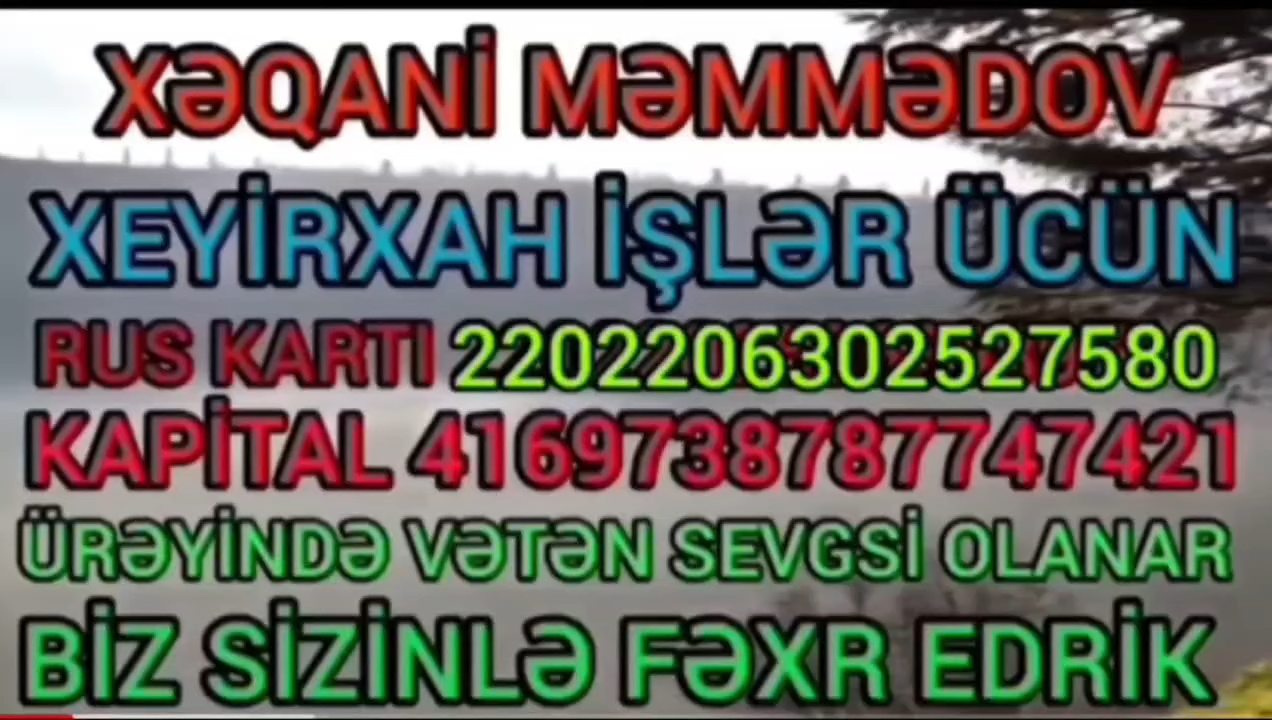 XƏQANİ MƏMMƏDOV
XEYİRXAH İŞLƏR ÜCÜN
RUS KARTI 2202206302527580
KAPİTAL 4169738787747421
ÜRƏYİNDƏ VƏTƏN SEVGSİ OLANAR
BİZ SİZİNLƏ FƏXR EDRİK